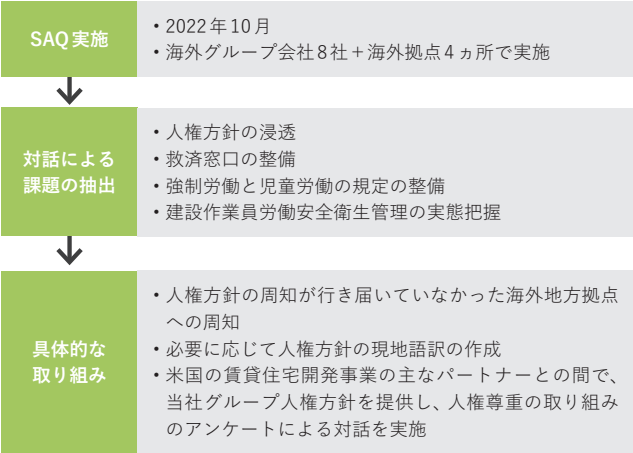 SAQ実施
・2022年10月
・海外グループ会社8社＋海外拠点4ヵ所で実施
対話による
課題の抽出
・人権方針の浸透
・救済窓口の整備
・強制労働と児童労働の規定の整備
・建設作業員労働安全衛生管理の実態把握
具体的な
取り組み
・人権方針の周知が行き届いていなかった海外地方拠点
への周知
・必要に応じて人権方針の現地語訳の作成
・米国の賃貸住宅開発事業の主なパートナーとの間で、
当社グループ人権方針を提供し、人権尊重の取り組み
のアンケートによる対話を実施